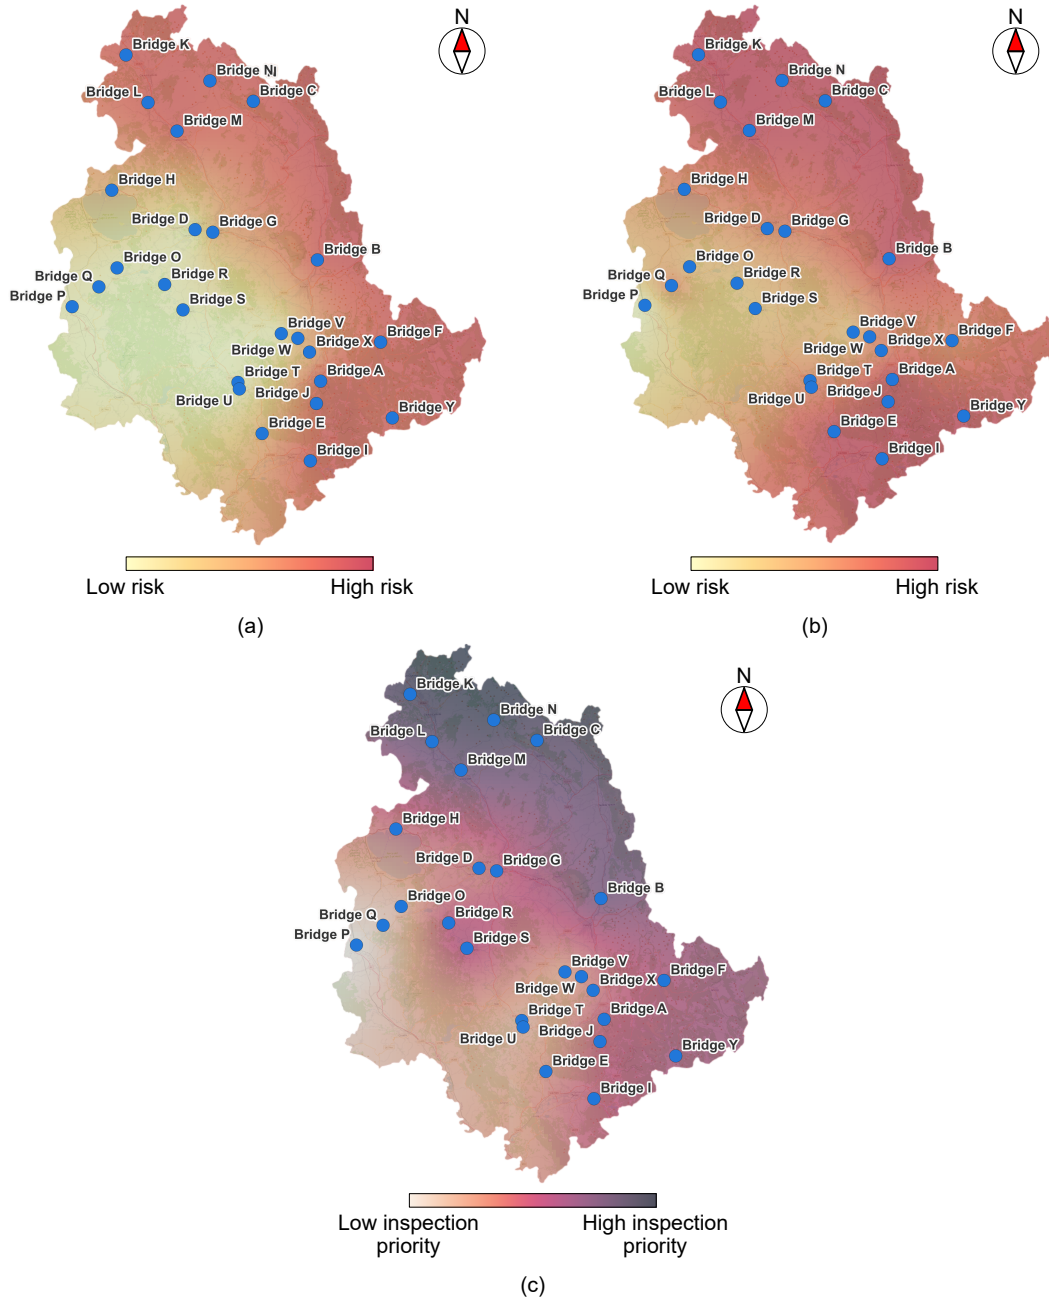 N
Bridge K
Bridge N
Bridge L
Bridge C
Bridge M
Bridge H
Bridge D
Bridge G
Bridge B
Bridge O
Bridge Q
Bridge R
Bridge P
Bridge S
Bridge V
Bridge F
Bridge W
Bridge X
Bridge T
Bridge A
Bridge U
Bridge J
Bridge Y
Bridge E
Bridge I
Low risk
High risk
(a)
N
Bridge K
Bridge N
Bridge L
Bridge C
Bridge M
Bridge H
Bridge D
Bridge G
Bridge B
Bridge O
Bridge Q
Bridge R
Bridge P
Bridge S
Bridge V
Bridge F
Bridge W
Bridge X
Bridge T
Bridge A
Bridge U
Bridge J
Bridge Y
Bridge E
Bridge I
Low risk
High risk
(b)
N
Bridge K
Bridge N
Bridge L
Bridge C
Bridge M
Bridge H
Bridge D
Bridge G
Bridge B
Bridge O
Bridge Q
Bridge R
Bridge P
Bridge S
Bridge V
Bridge F
Bridge W
Bridge X
Bridge T
Bridge A
Bridge U
Bridge J
Bridge Y
Bridge E
Bridge I
Low inspection
priority
High inspection
priority
(c)